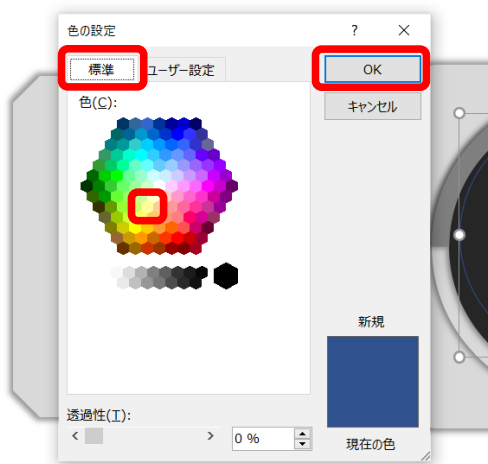 色の設定
?
標準
ユーザー設定
OK
キャンセル
色(C):
新規
現在の色
透過性(T):
0 %